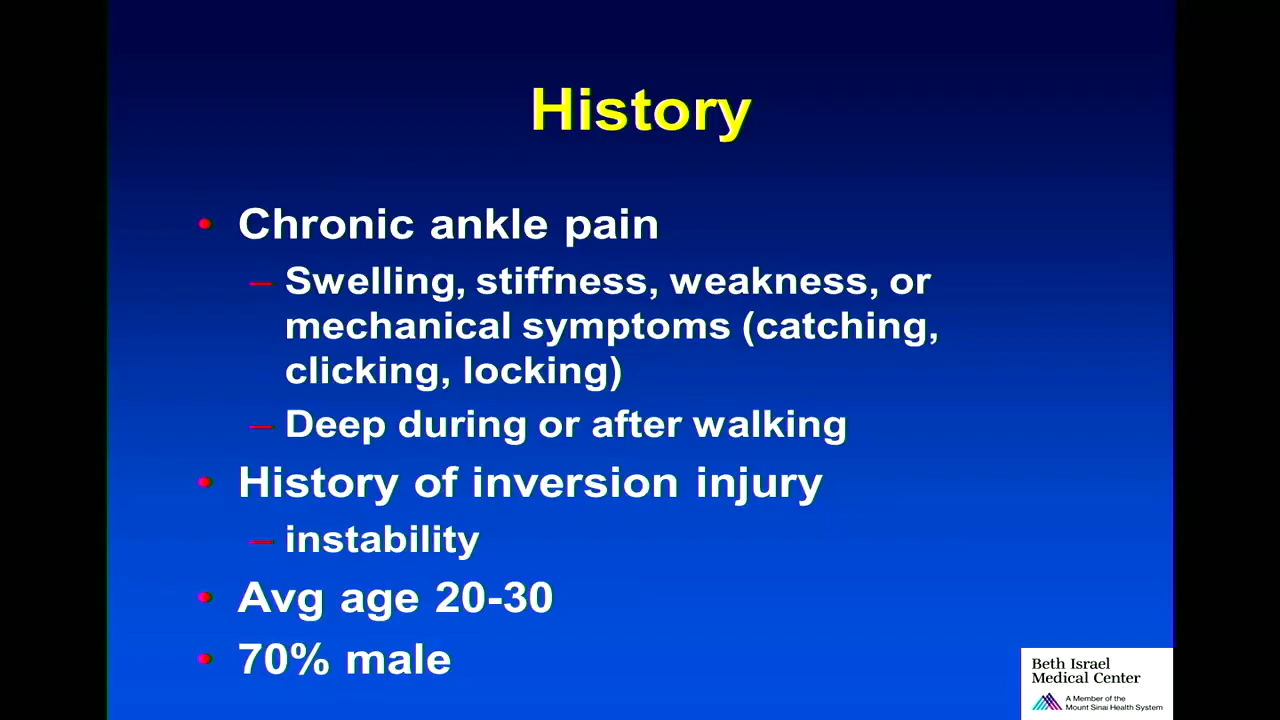 History
• Chronic ankle pain
– Swelling, stiffness, weakness, or
mechanical symptoms (catching,
clicking, locking)
– Deep during or after walking
• History of inversion injury
– instability
• Avg age 20-30
• 70% male
Beth Israel
Medical Center
A Member of the
Mount Sinai Health System